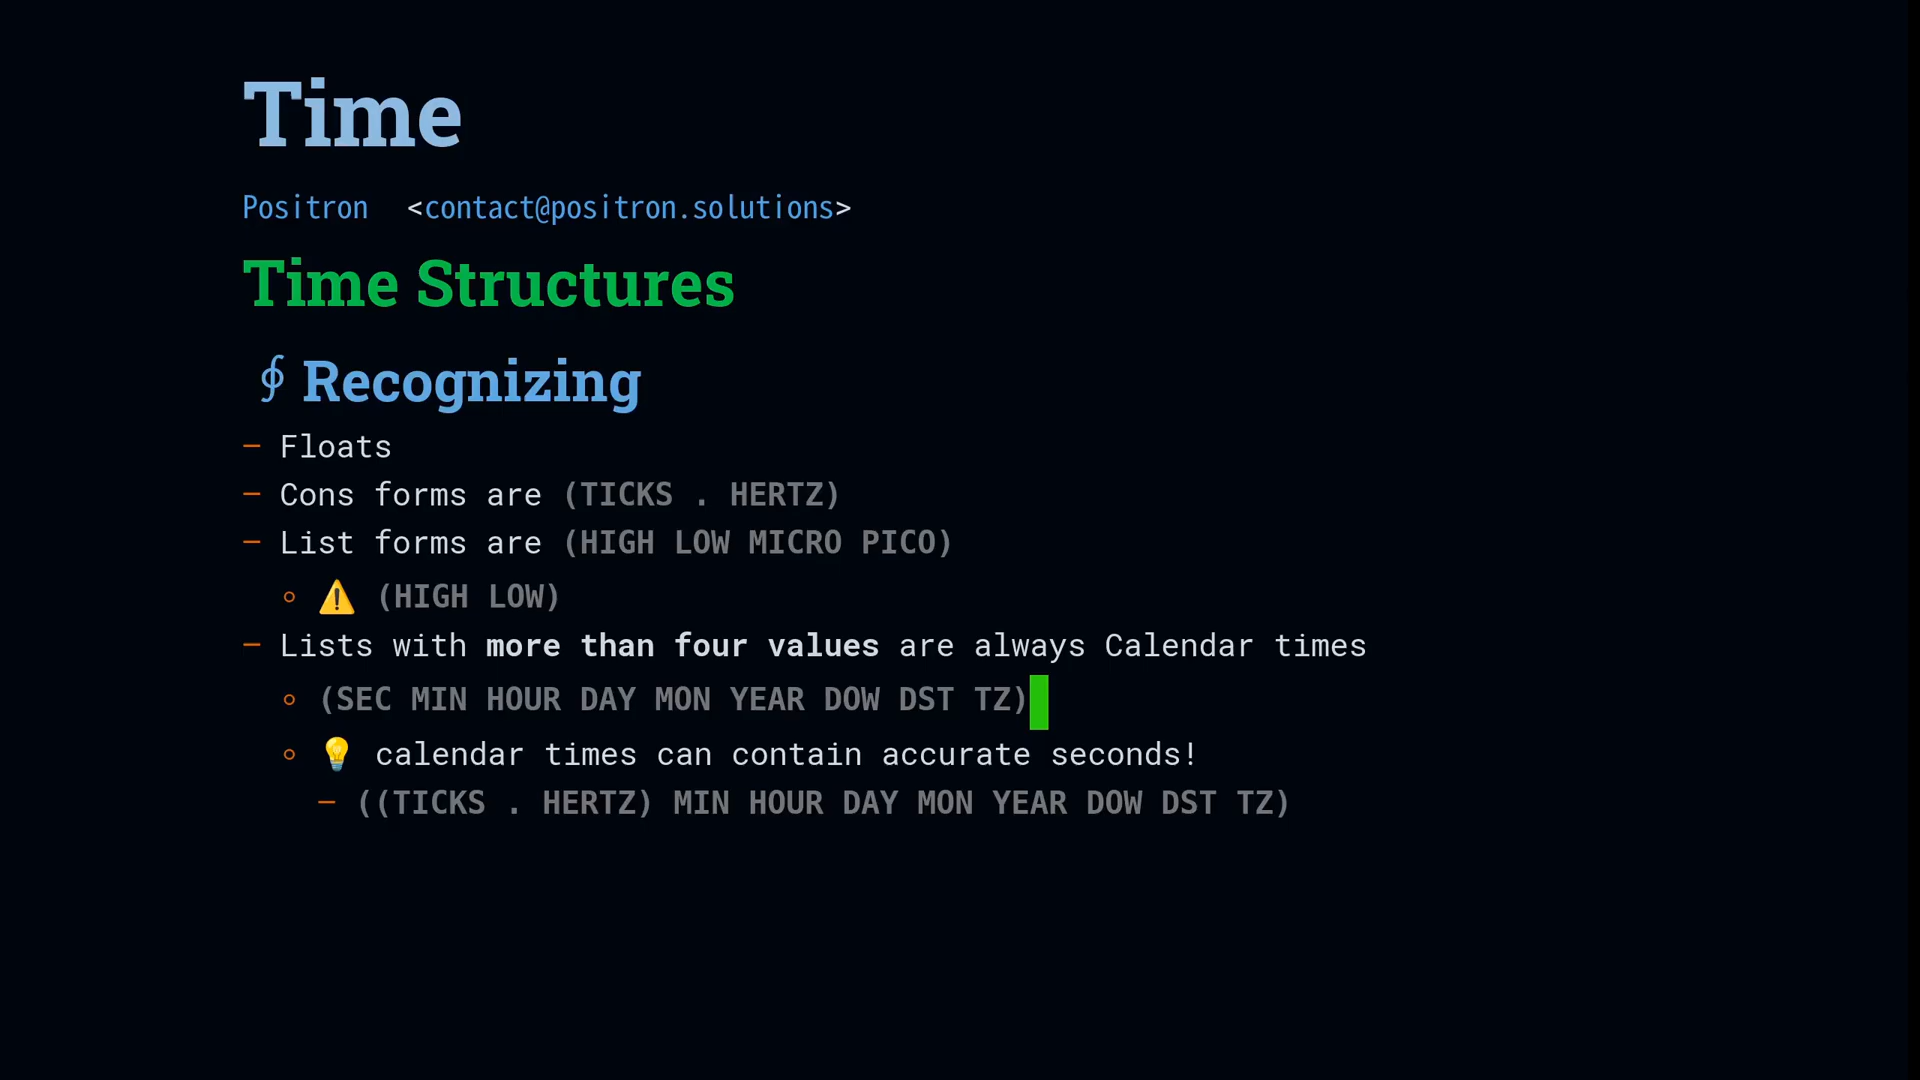 Time
Positron <contact@positron.solutions>
Time Structures
∮ Recognizing
– Floats
– Cons forms are (TICKS . HERTZ)
– List forms are (HIGH LOW MICRO PICO)
∘ ⚠️ (HIGH LOW)
– Lists with more than four values are always Calendar times
∘ (SEC MIN HOUR DAY MON YEAR DOW DST TZ)
∘ 💡 calendar times can contain accurate seconds!
– ((TICKS . HERTZ) MIN HOUR DAY MON YEAR DOW DST TZ)